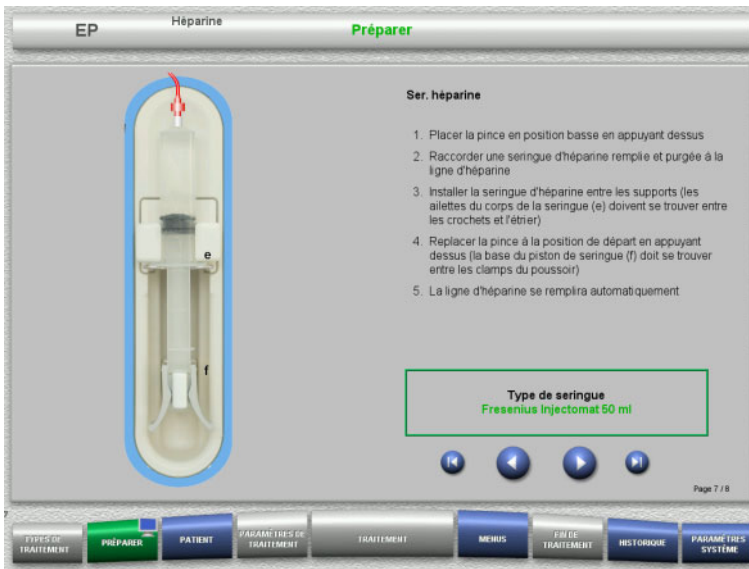 EP
Héparine
Préparer
Ser. héparine
1. Placer la pince en position basse en appuyant dessus
2. Raccorder une seringue d'héparine remplie et purgée à la
ligne d'héparine
3. Installer la seringue d'héparine entre les supports (les
ailettes du corps de la seringue (e) doivent se trouver entre
les crochets et l'étrier)
4. Replacer la pince à la position de départ en appuyant
dessus (la base du piston de seringue (f) doit se trouver
entre les clamps du poussoir)
5. La ligne d'héparine se remplira automatiquement
e
f
Type de seringue
Fresenius Injectomat 50 ml
Page 7 / 8
TYPES DE
TRAITEMENT
PRÉPARER
PATIENT
PARAMÈTRES DE
TRAITEMENT
TRAITEMENT
MENUS
FIN DE
TRAITEMENT
HISTORIQUE
PARAMÈTRES
SYSTÈME